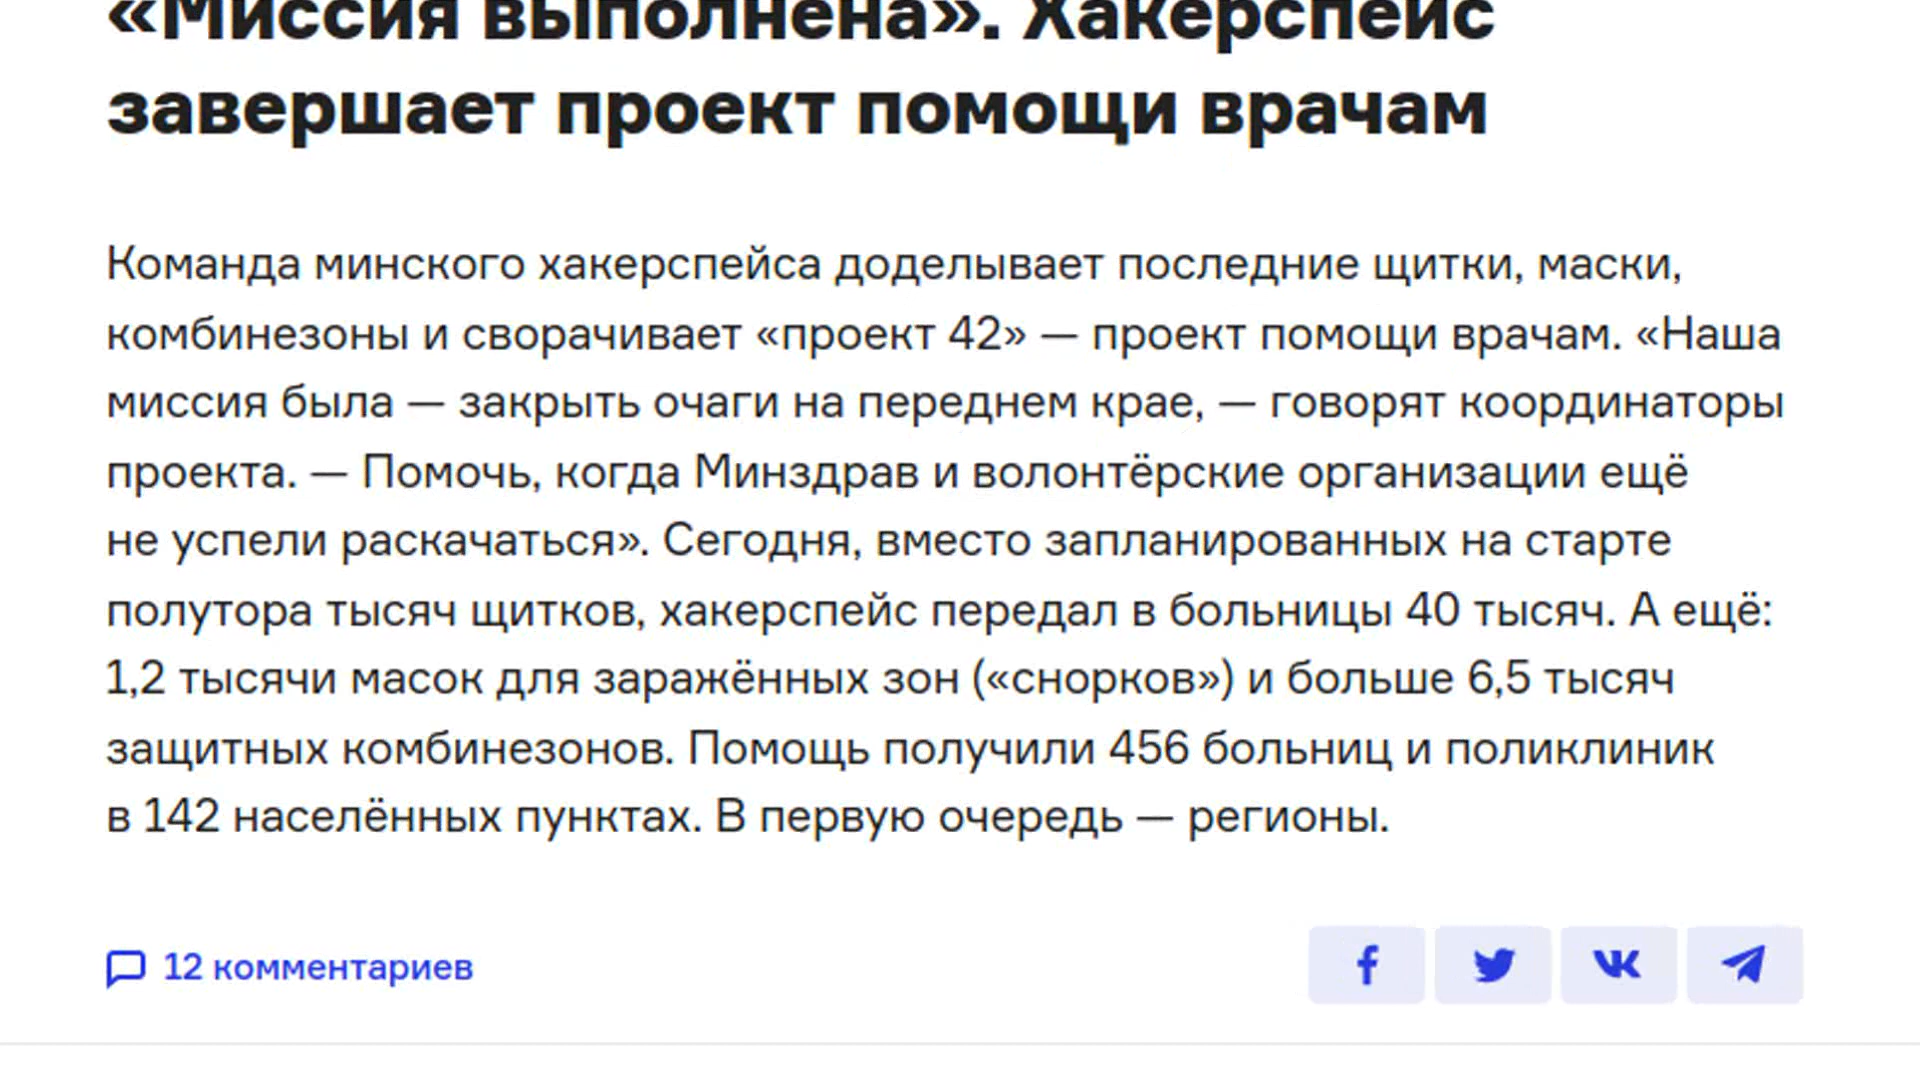 «Миссия выполнена». Хакерспейс
завершает проект помощи врачам
Команда минского хакерспейса доделывает последние щитки, маски,
комбинезоны и сворачивает «проект 42» — проект помощи врачам. «Наша
миссия была — закрыть очаги на переднем крае, — говорят координаторы
проекта. — Помочь, когда Минздрав и волонтёрские организации ещё
не успели раскачаться». Сегодня, вместо запланированных на старте
полутора тысяч щитков, хакерспейс передал в больницы 40 тысяч. А ещё:
1,2 тысячи масок для заражённых зон («снорков») и больше 6,5 тысяч
защитных комбинезонов. Помощь получили 456 больниц и поликлиник
в 142 населённых пунктах. В первую очередь — регионы.
12 комментариев